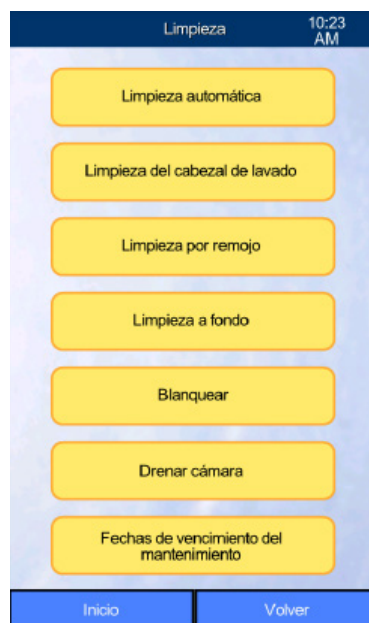 Limpieza
10:23
AM
Limpieza automática
Limpieza del cabezal de lavado
Limpieza por remojo
Limpieza a fondo
Blanquear
Drenar cámara
Fechas de vencimiento del
mantenimiento
Inicio
Volver